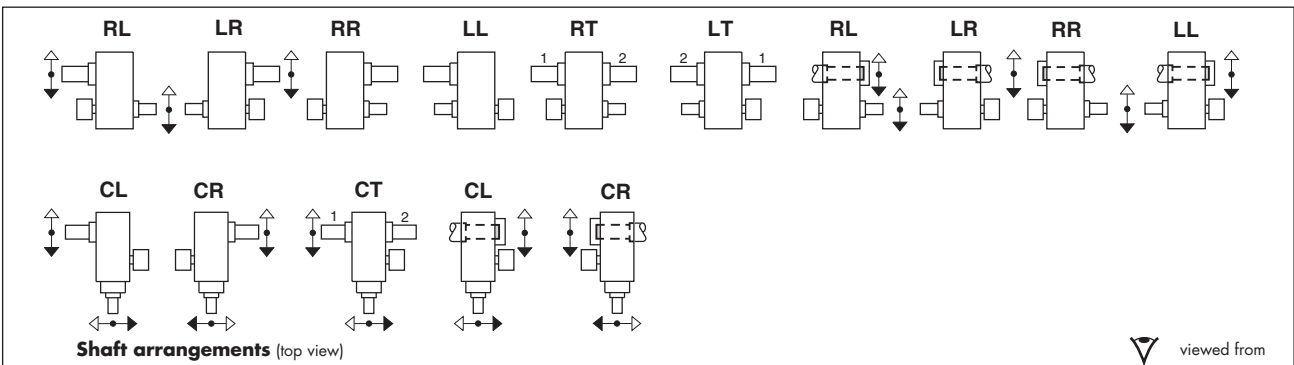 RL LR RR LL RT LT RL LR RR LL
1 2 2 1
CL CR CT CL CR
1 2
Shaft arrangements (top view)
viewed from